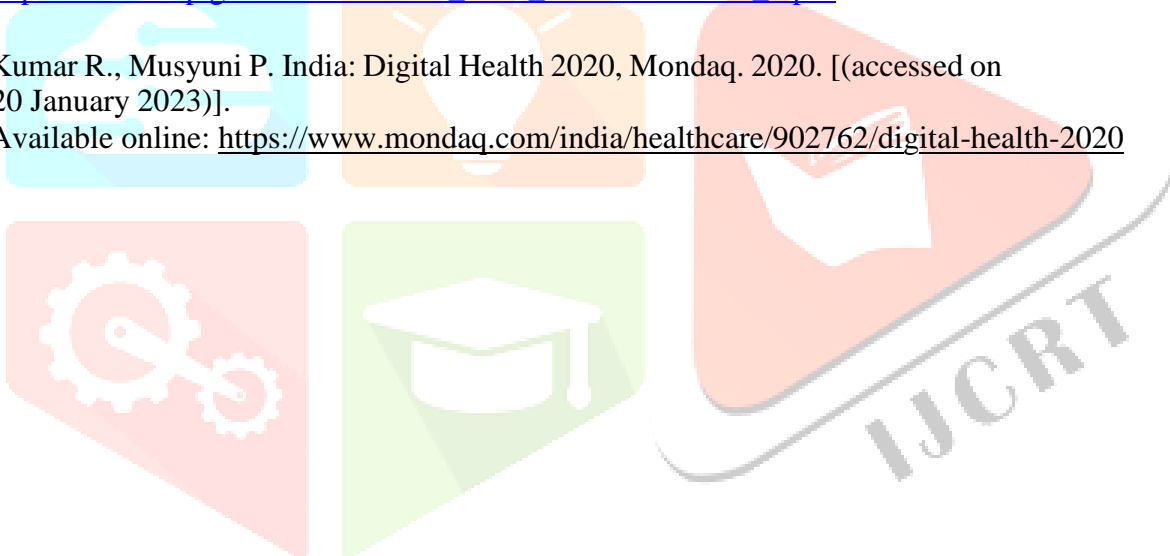 Kumar R., Musyuni P. India: Digital Health 2020, Mondaq. 2020. [(accessed on
20 January 2023)].
Available online: https://www.mondaq.com/india/healthcare/902762/digital-health-2020
IJCRT